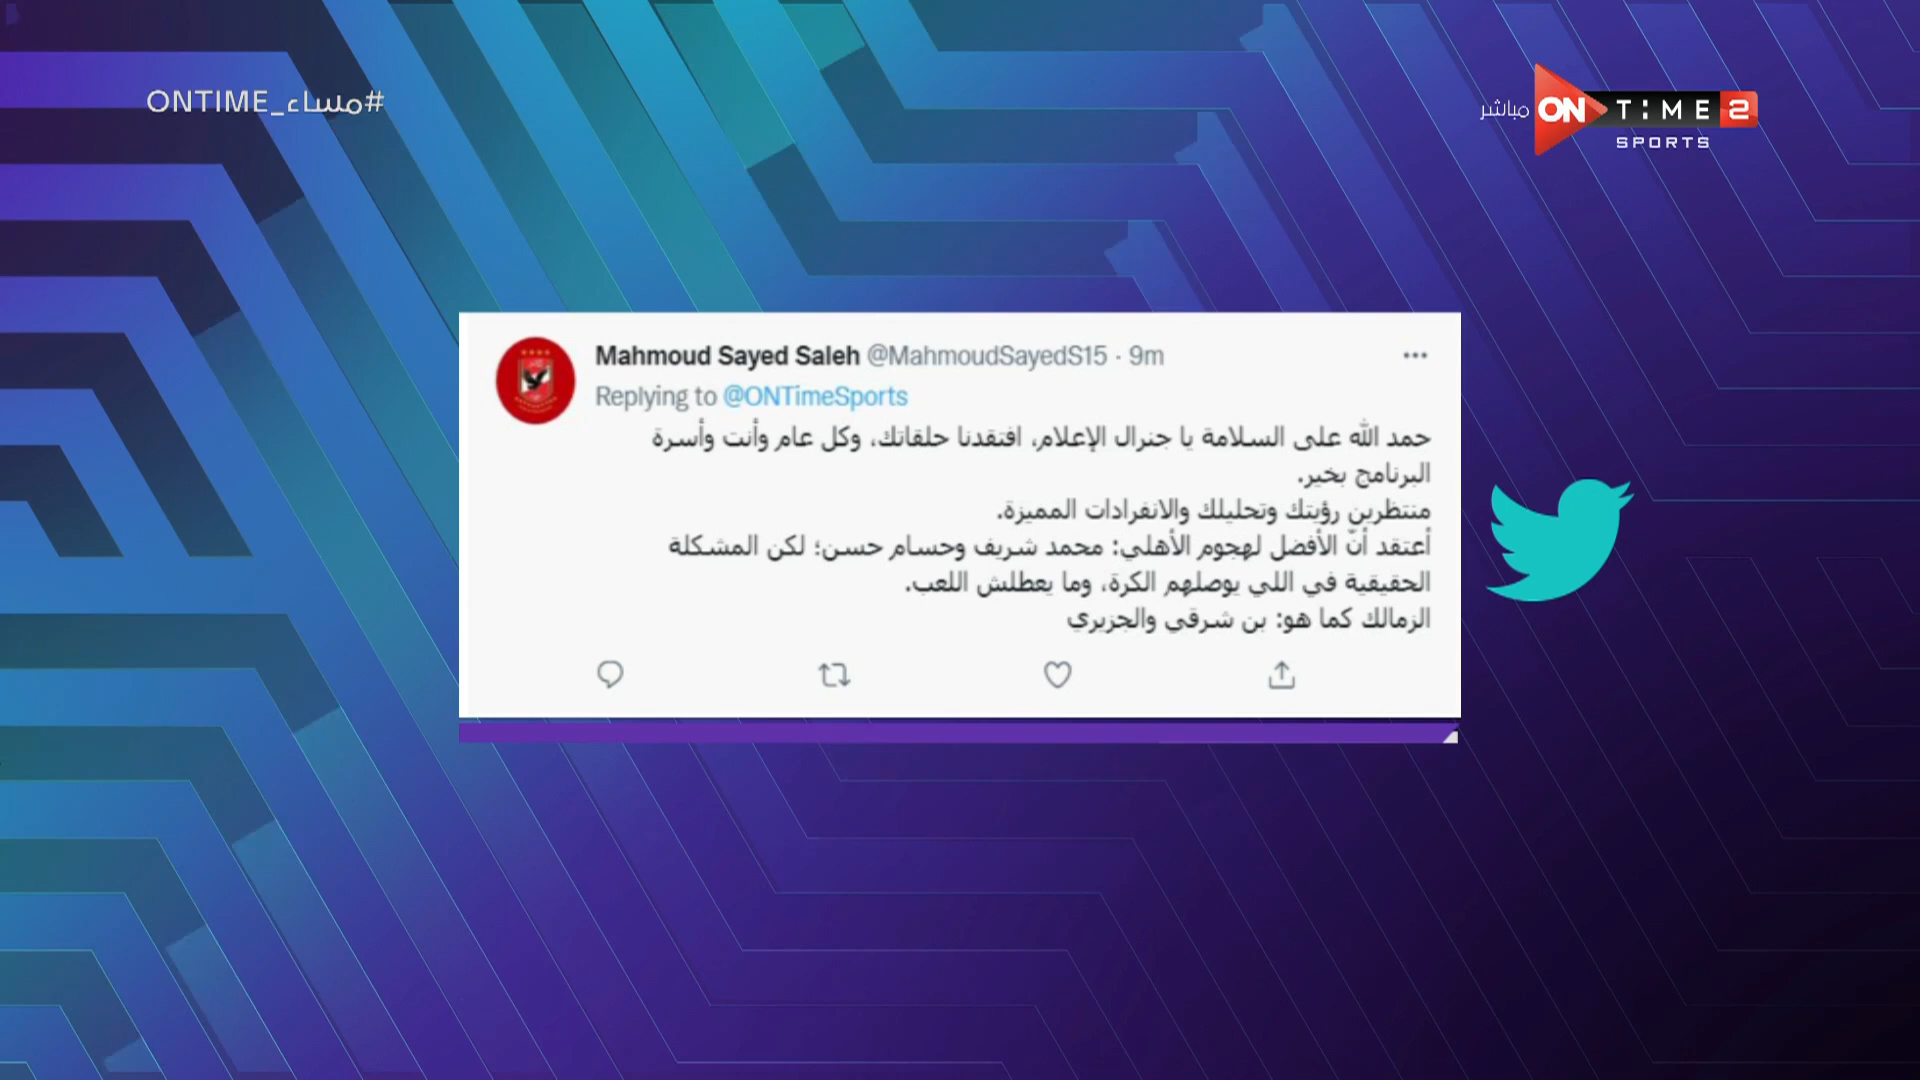 #مساء_ONTIME
مباشر ON TIME 2
SPORTS
Mahmoud Sayed Saleh @MahmoudSayedS15 · 9m
Replying to @ONTimeSports
حمد الله على السلامة يا جنرال الإعلام، افتقدنا حلقاتك، وكل عام وأنت وأسرة
البرنامج بخير.
منتظرين رؤيتك وتحليلك والانفرادات المميزة.
أعتقد أنّ الأفضل لهجوم الأهلي: محمد شريف وحسام حسن؛ لكن المشكلة
الحقيقية في اللي يوصلهم الكرة، وما يعطلش اللعب.
الزمالك كما هو: بن شرقي والجزيري